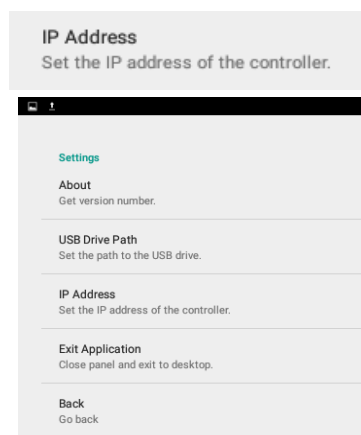 IP Address
Set the IP address of the controller.
Settings
About
Get version number.
USB Drive Path
Set the path to the USB drive.
IP Address
Set the IP address of the controller.
Exit Application
Close panel and exit to desktop.
Back
Go back